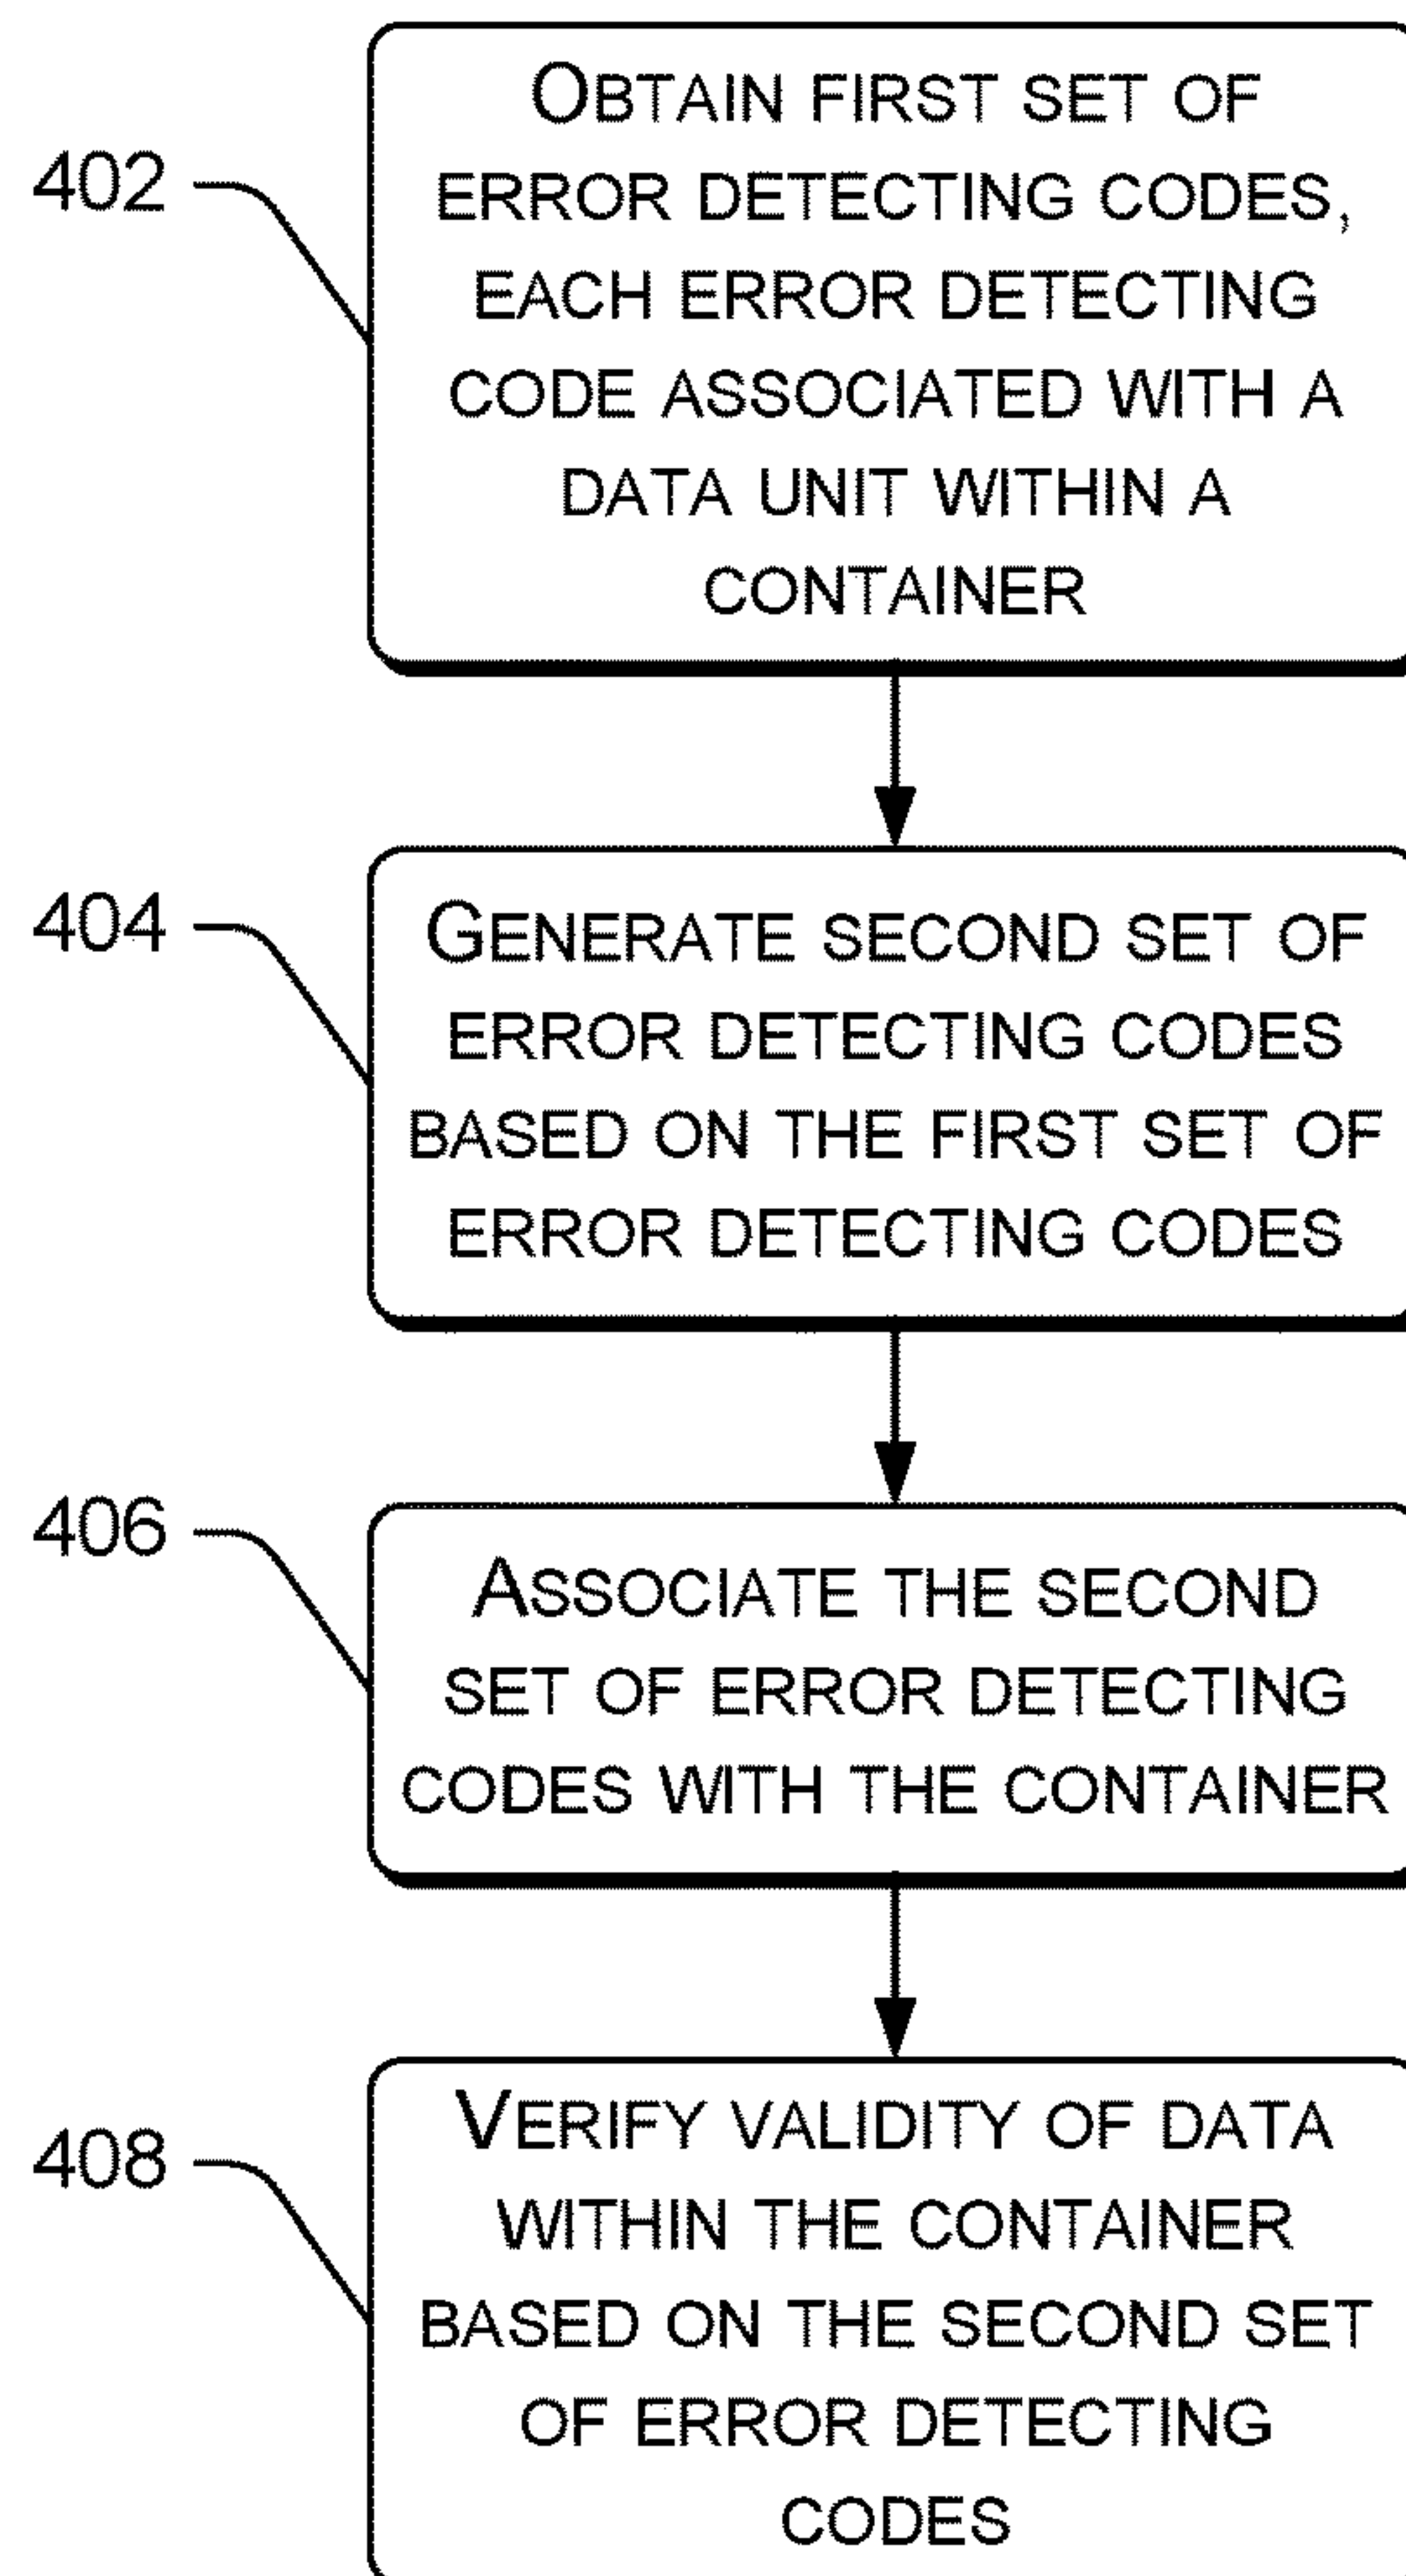 402
OBTAIN FIRST SET OF
ERROR DETECTING CODES,
EACH ERROR DETECTING
CODE ASSOCIATED WITH A
DATA UNIT WITHIN A
CONTAINER
404
GENERATE SECOND SET OF
ERROR DETECTING CODES
BASED ON THE FIRST SET OF
ERROR DETECTING CODES
406
ASSOCIATE THE SECOND
SET OF ERROR DETECTING
CODES WITH THE CONTAINER
408
VERIFY VALIDITY OF DATA
WITHIN THE CONTAINER
BASED ON THE SECOND SET
OF ERROR DETECTING
CODES